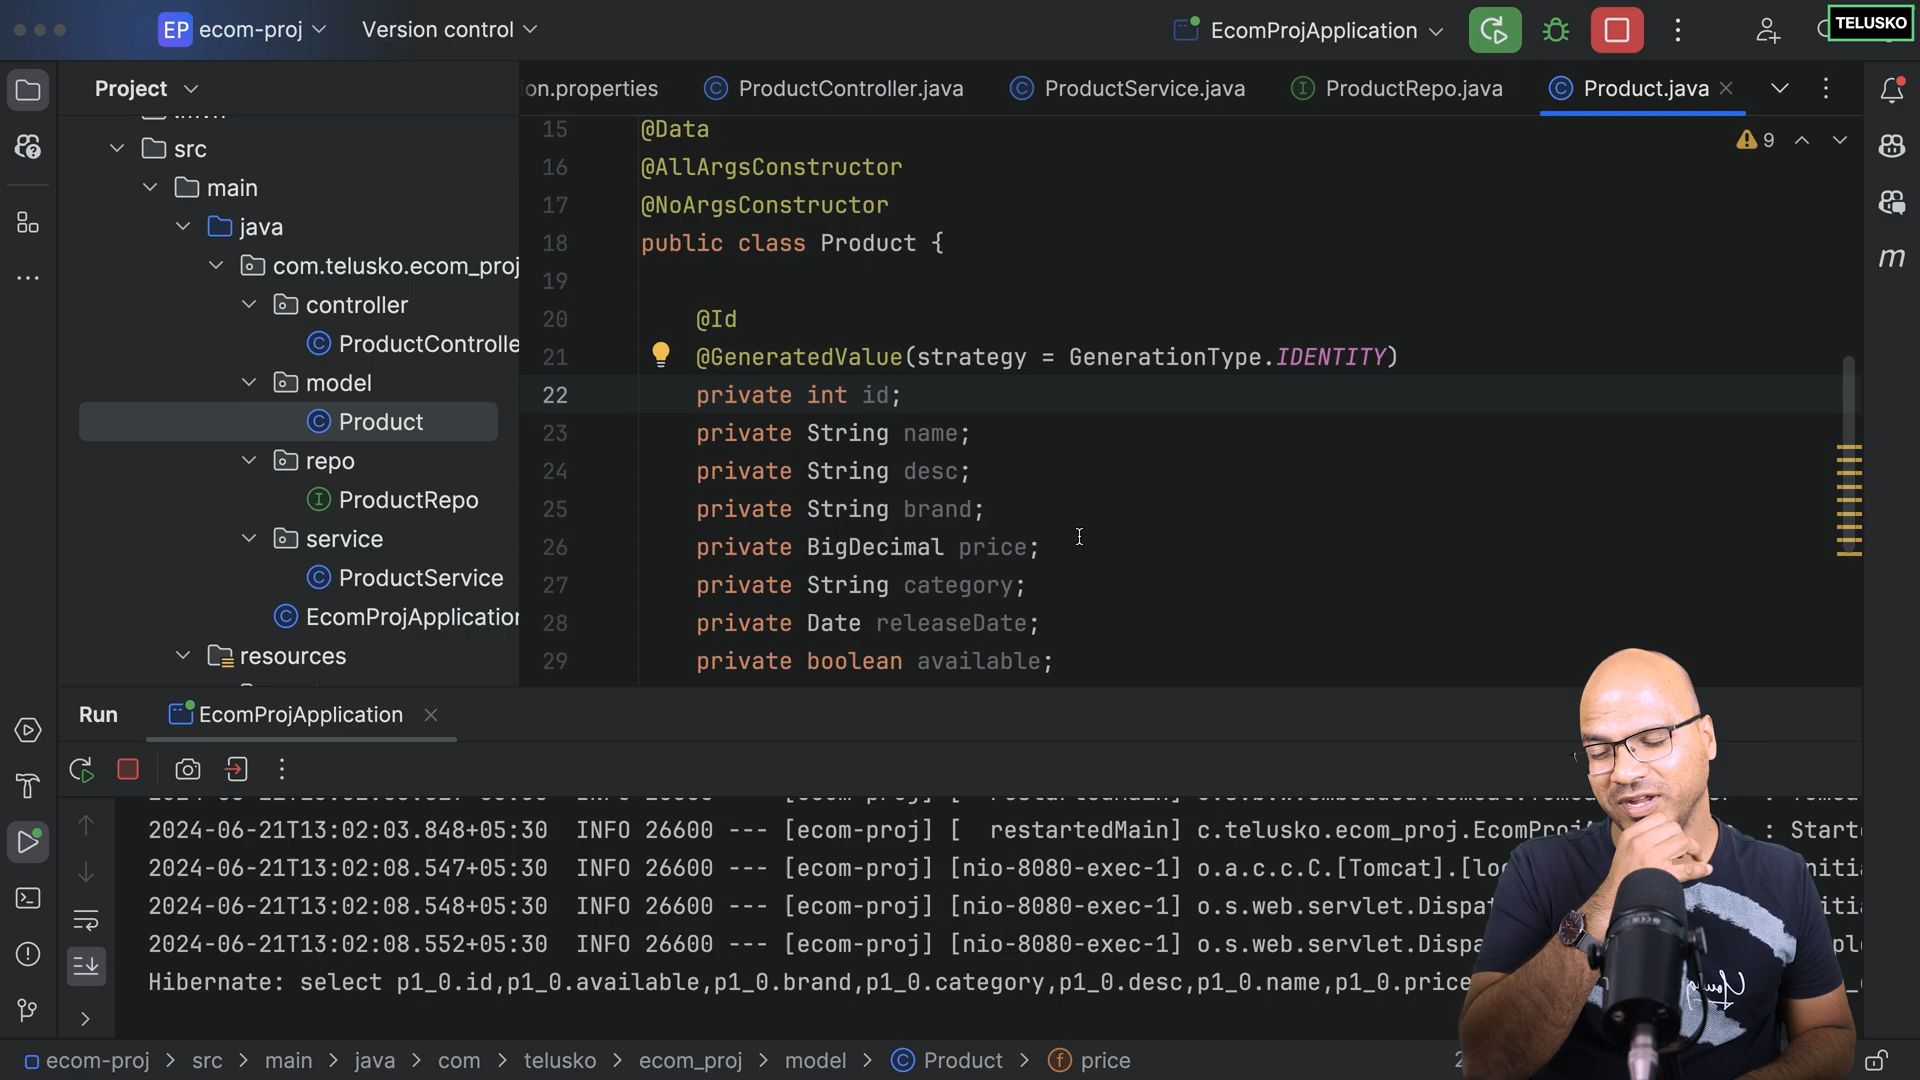 EP ecom-proj Version control EcomProjApplication TELUSKO
Project
src
main
java
com.telusko.ecom_proj
controller
ProductControlle
model
Product
repo
ProductRepo
service
ProductService
EcomProjApplication
resources
on.properties ProductController.java ProductService.java ProductRepo.java Product.java
9
15 @Data
16 @AllArgsConstructor
17 @NoArgsConstructor
18 public class Product {
19
20 @Id
21 @GeneratedValue(strategy = GenerationType.IDENTITY)
22 private int id;
23 private String name;
24 private String desc;
25 private String brand;
26 private BigDecimal price;
27 private String category;
28 private Date releaseDate;
29 private boolean available;
Run EcomProjApplication
2024-06-21T13:02:03.848+05:30 INFO 26600 --- [ecom-proj] [ restartedMain] c.telusko.ecom_proj.EcomProjA : Starte
2024-06-21T13:02:08.547+05:30 INFO 26600 --- [ecom-proj] [nio-8080-exec-1] o.a.c.c.C.[Tomcat].[loc
2024-06-21T13:02:08.548+05:30 INFO 26600 --- [ecom-proj] [nio-8080-exec-1] o.s.web.servlet.Dispat
2024-06-21T13:02:08.552+05:30 INFO 26600 --- [ecom-proj] [nio-8080-exec-1] o.s.web.servlet.Dispa
Hibernate: select p1_0.id,p1_0.available,p1_0.brand,p1_0.category,p1_0.desc,p1_0.name,p1_0.price
ecom-proj > src > main > java > com > telusko > ecom_proj > model > Product > price